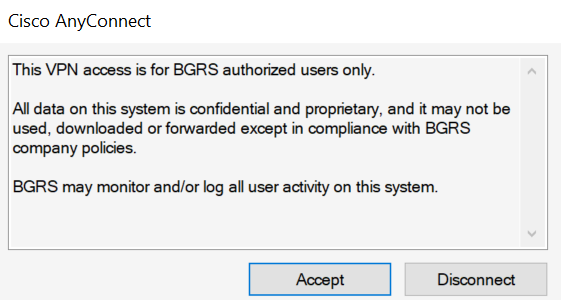 Cisco AnyConnect
This VPN access is for BGRS authorized users only.
All data on this system is confidential and proprietary, and it may not be
used, downloaded or forwarded except in compliance with BGRS
company policies.
BGRS may monitor and/or log all user activity on this system.
Accept
Disconnect